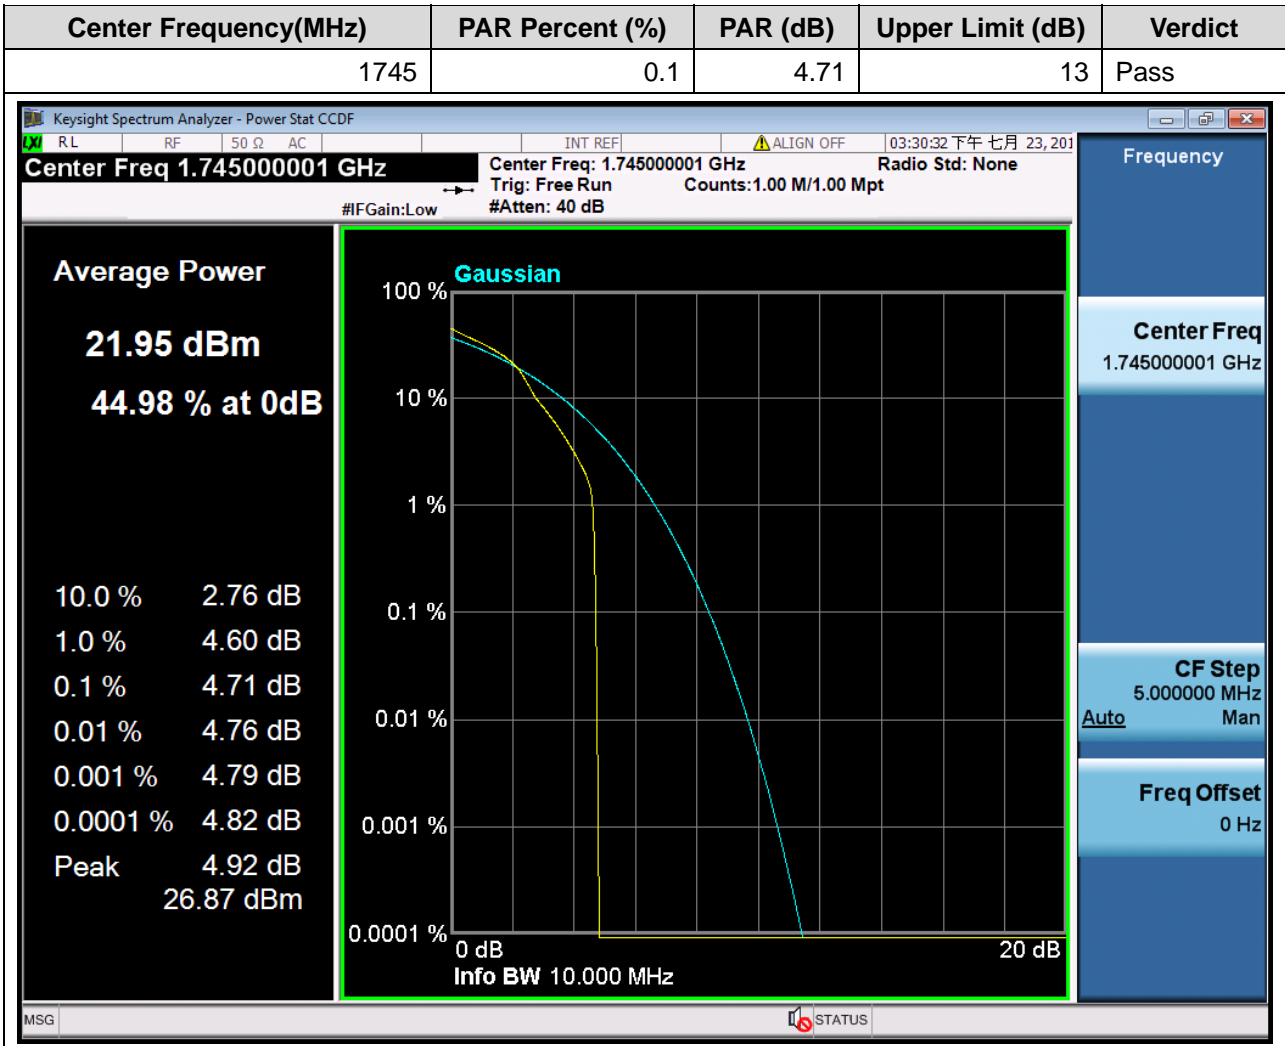 Center Frequency(MHz) PAR Percent (%) PAR (dB) Upper Limit (dB) Verdict
1745 0.1 4.71 13 Pass
Keysight Spectrum Analyzer - Power Stat CCDF
LXI RL RF 50 Ω AC INT REF ALIGN OFF 03:30:32 下午 七月 23, 201
Center Freq 1.745000001 GHz
Center Freq: 1.745000001 GHz Radio Std: None
Trig: Free Run Counts:1.00 M/1.00 Mpt
#IFGain:Low #Atten: 40 dB
Frequency
Average Power
21.95 dBm
44.98 % at 0dB
10.0 % 2.76 dB
1.0 % 4.60 dB
0.1 % 4.71 dB
0.01 % 4.76 dB
0.001 % 4.79 dB
0.0001 % 4.82 dB
Peak 4.92 dB
26.87 dBm
Gaussian
100 %
10 %
1 %
0.1 %
0.01 %
0.001 %
0.0001 %
0 dB 20 dB
Info BW 10.000 MHz
Center Freq
1.745000001 GHz
CF Step
5.000000 MHz
Auto Man
Freq Offset
0 Hz
MSG STATUS